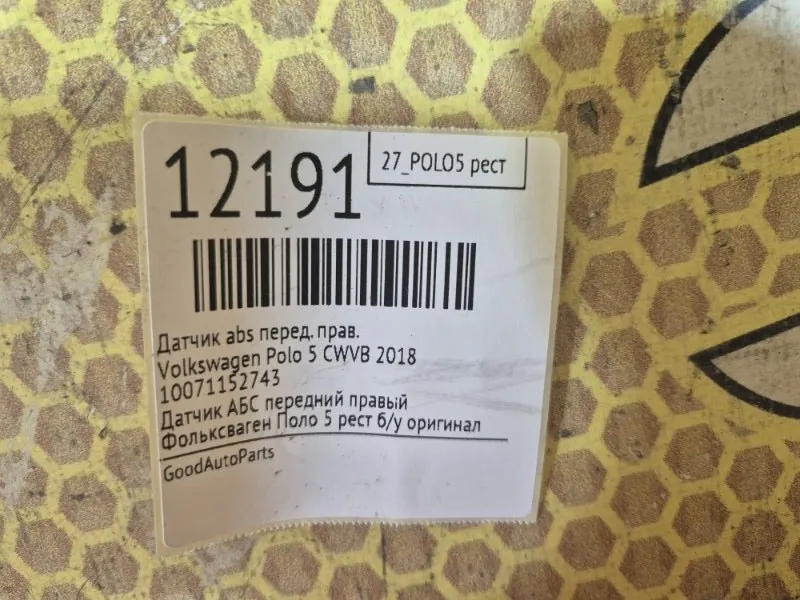 12191
27_POLO5 рест
Датчик abs перед. прав.
Volkswagen Polo 5 CWVB 2018
10071152743
Датчик АБС передний правый
Фольксваген Поло 5 рест б/у оригинал
GoodAutoParts